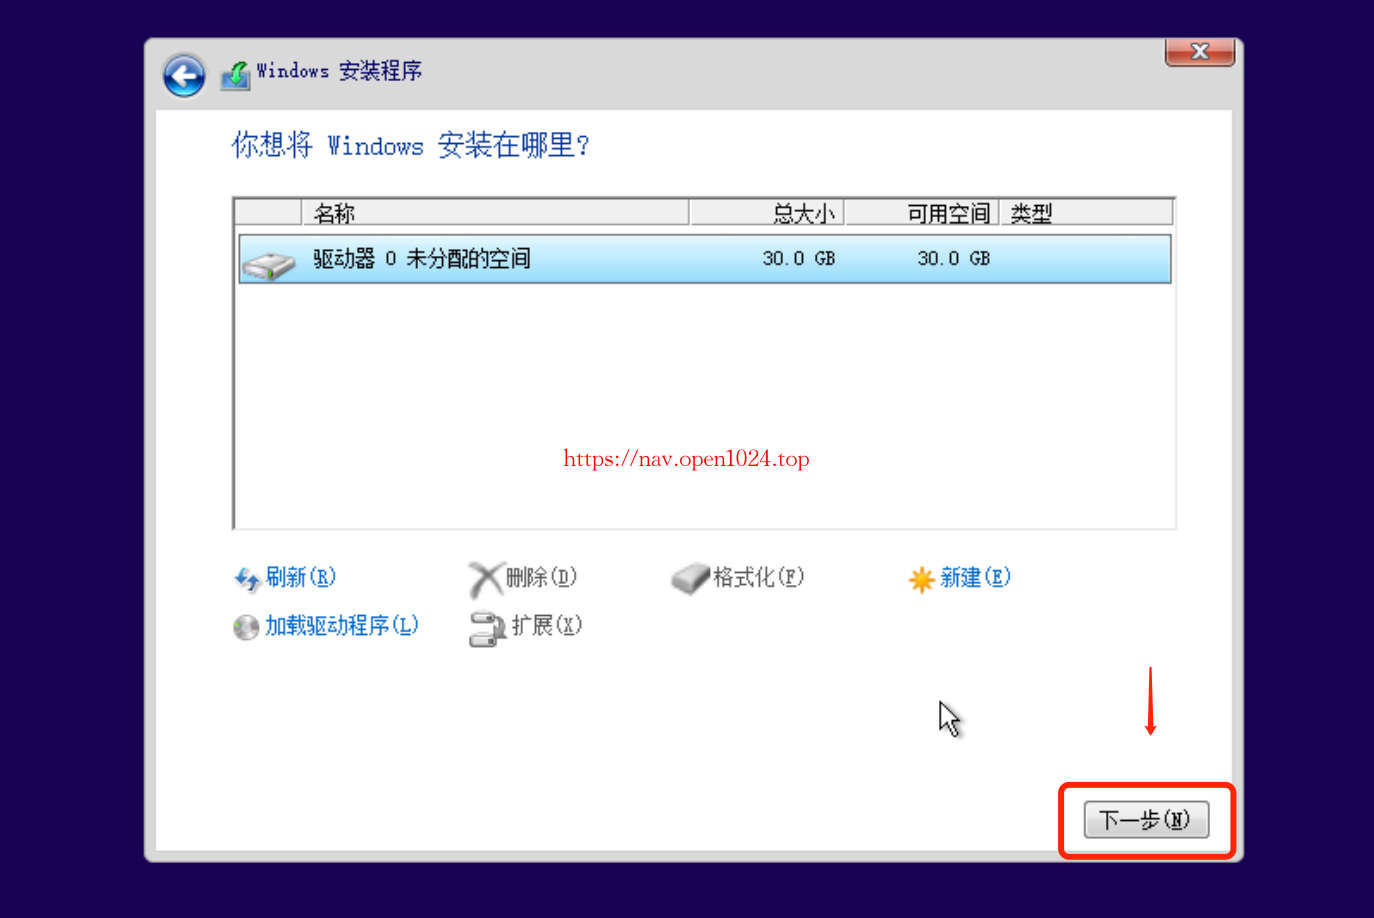 Windows 安装程序
你想将 Windows 安装在哪里?
名称 总大小 可用空间 类型
驱动器 0 未分配的空间 30.0 GB 30.0 GB
https://nav.open1024.top
刷新(R) 删除(D) 格式化(F) 新建(E)
加载驱动程序(L) 扩展(X)
下一步(N)